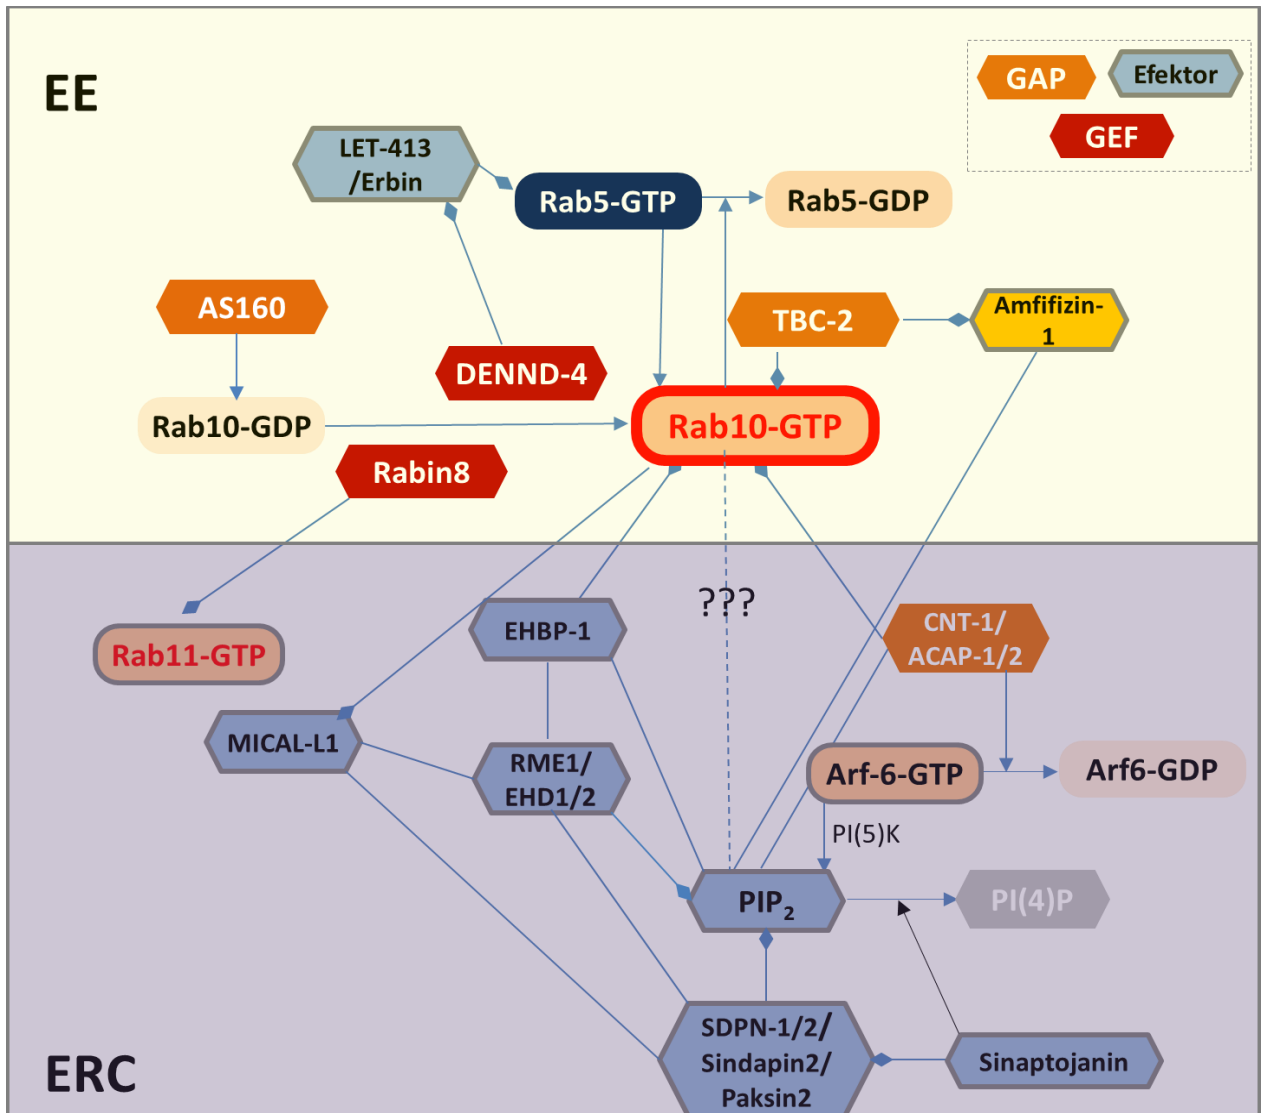 EE
GAP
Efektor
GEF
LET-413
/Erbin
Rab5-GTP
Rab5-GDP
AS160
TBC-2
Amfifizin-
1
DENND-4
Rab10-GDP
Rab10-GTP
Rabin8
???
EHBP-1
CNT-1/
ACAP-1/2
Rab11-GTP
MICAL-L1
RME1/
EHD1/2
Arf-6-GTP
Arf6-GDP
PI(5)K
PIP₂
PI(4)P
SDPN-1/2/
Sindapin2/
Paksin2
Sinaptojanin
ERC